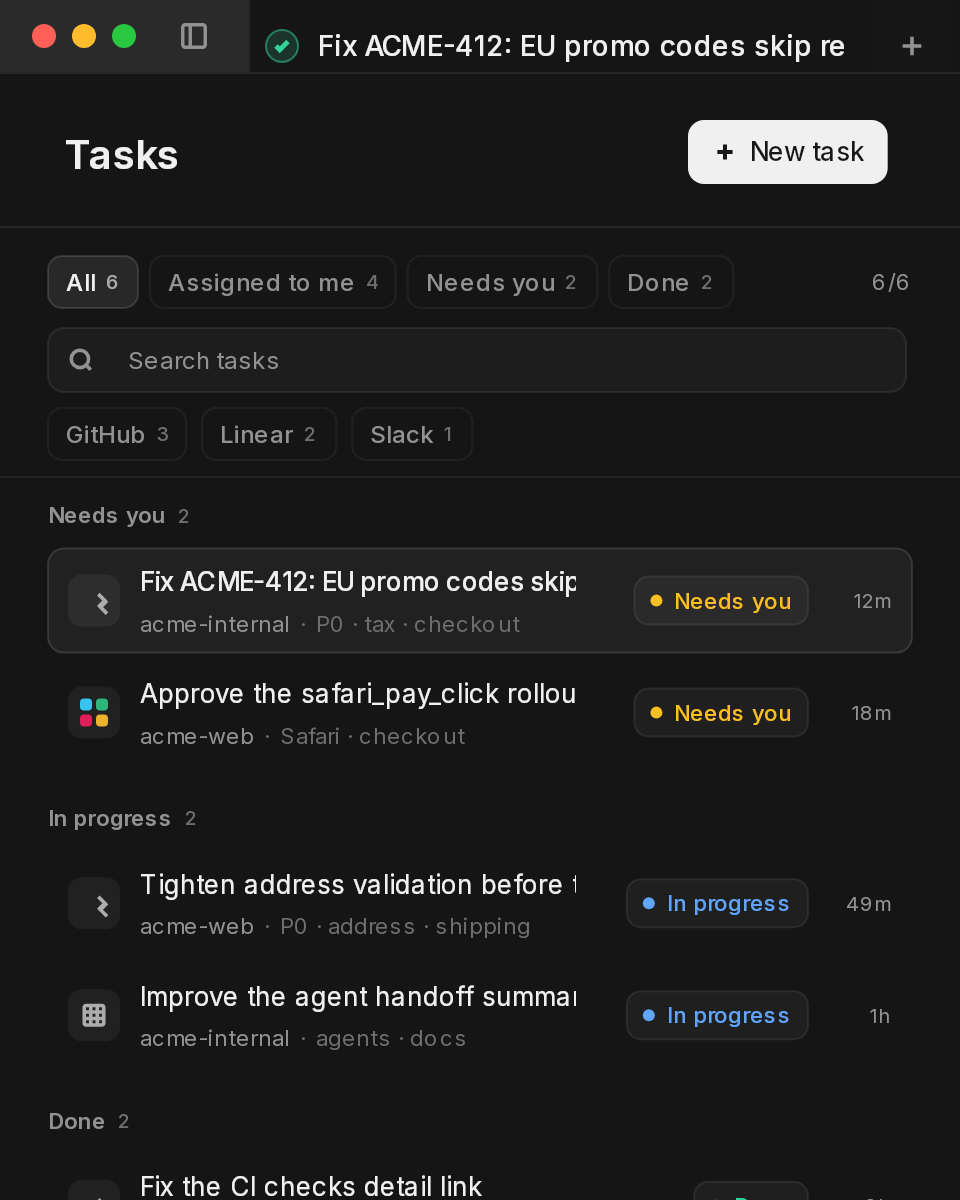 Fix ACME-412: EU promo codes skip re
Tasks
+ New task
All 6 Assigned to me 4 Needs you 2 Done 2 6/6
Search tasks
GitHub 3 Linear 2 Slack 1
Needs you 2
Fix ACME-412: EU promo codes skip
Needs you 12m
acme-internal · P0 · tax · checkout
Approve the safari_pay_click rollou
Needs you 18m
acme-web · Safari · checkout
In progress 2
Tighten address validation before
In progress 49m
acme-web · P0 · address · shipping
Improve the agent handoff summar
In progress 1h
acme-internal · agents · docs
Done 2
Fix the CI checks detail link